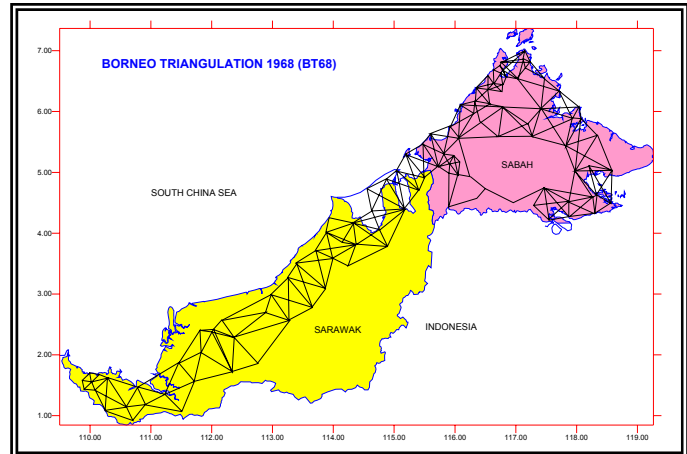 BORNEO TRIANGULATION 1968 (BT68)
7.00
6.00
SABAH
5.00
SOUTH CHINA SEA
4.00
3.00
SARAWAK
INDONESIA
2.00
1.00
110.00 111.00 112.00 113.00 114.00 115.00 116.00 117.00 118.00 119.00